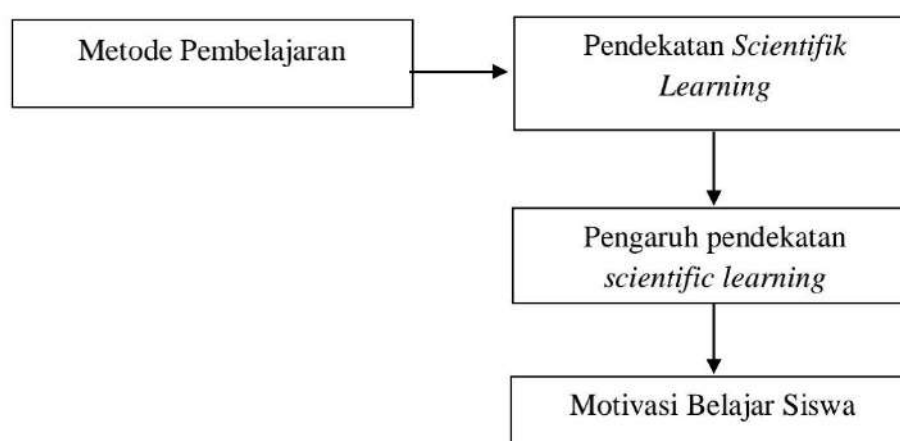 Metode Pembelajaran
Pendekatan Scientifik
Learning
Pengaruh pendekatan
scientific learning
Motivasi Belajar Siswa